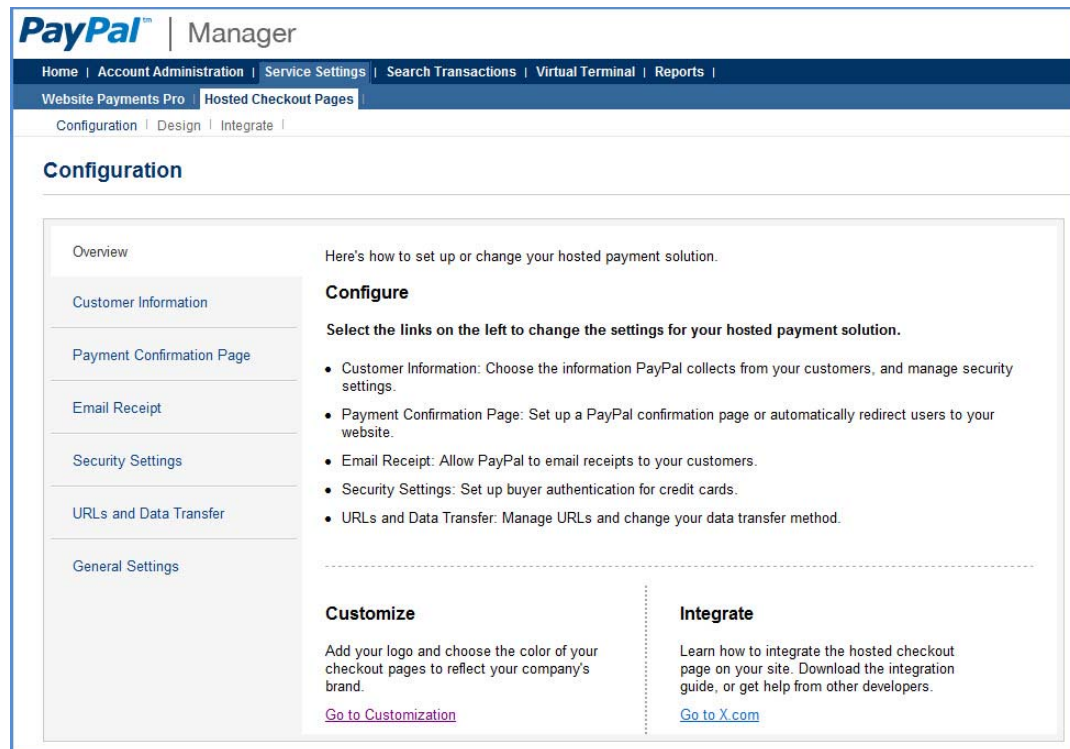 PayPal™ | Manager
Home | Account Administration | Service Settings | Search Transactions | Virtual Terminal | Reports |
Website Payments Pro | Hosted Checkout Pages |
Configuration | Design | Integrate |
Configuration
Overview
Customer Information
Payment Confirmation Page
Email Receipt
Security Settings
URLs and Data Transfer
General Settings
Here's how to set up or change your hosted payment solution.
Configure
Select the links on the left to change the settings for your hosted payment solution.
• Customer Information: Choose the information PayPal collects from your customers, and manage security
settings.
• Payment Confirmation Page: Set up a PayPal confirmation page or automatically redirect users to your
website.
• Email Receipt: Allow PayPal to email receipts to your customers.
• Security Settings: Set up buyer authentication for credit cards.
• URLs and Data Transfer: Manage URLs and change your data transfer method.
Customize
Add your logo and choose the color of your
checkout pages to reflect your company's
brand.
Go to Customization
Integrate
Learn how to integrate the hosted checkout
page on your site. Download the integration
guide, or get help from other developers.
Go to X.com